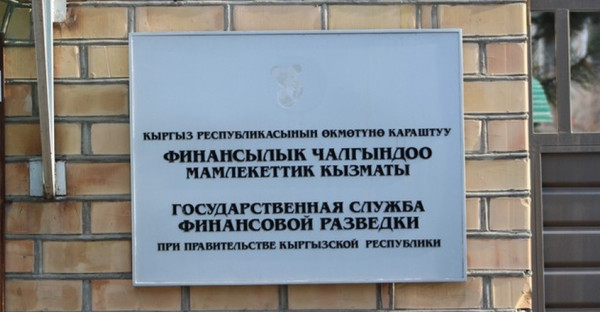 КЫРГЫЗ РЕСПУБЛИКАСЫНЫН ӨКМӨТҮНӨ КАРАШТУУ
ФИНАНСЫЛЫК ЧАЛГЫНДОО
МАМЛЕКЕТТИК КЫЗМАТЫ
ГОСУДАРСТВЕННАЯ СЛУЖБА
ФИНАНСОВОЙ РАЗВЕДКИ
ПРИ ПРАВИТЕЛЬСТВЕ КЫРГЫЗСКОЙ РЕСПУБЛИКИ